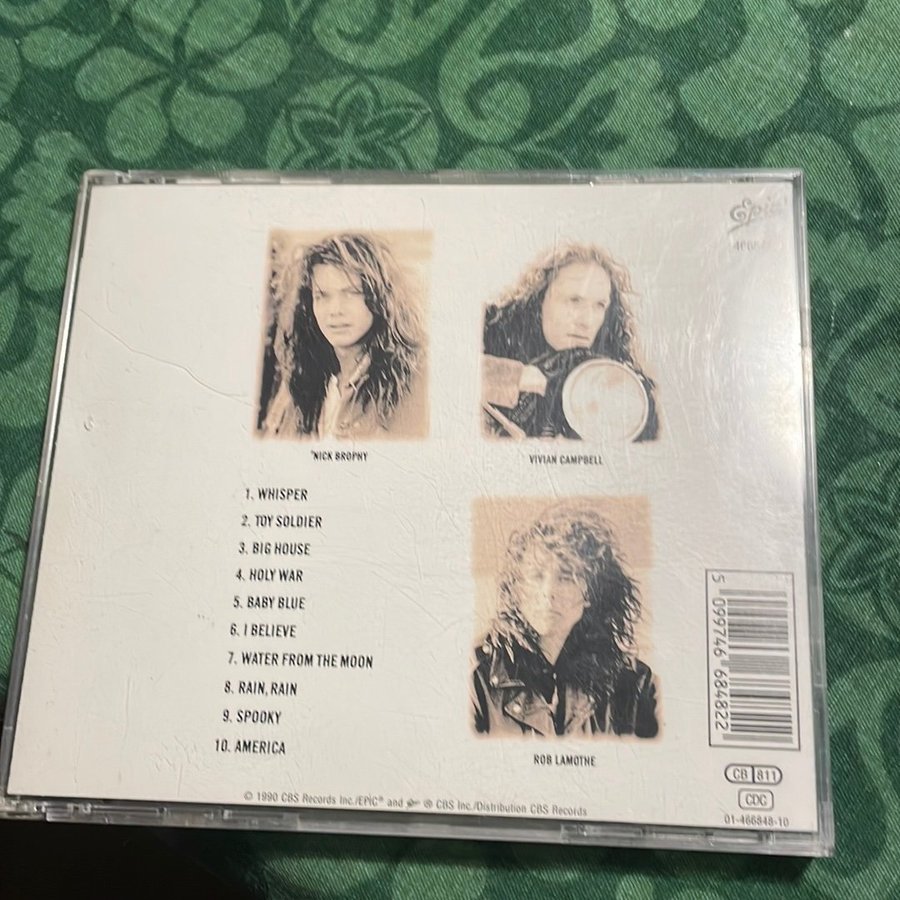 Epic
NICK BROPHY
VIVIAN CAMPBELL
1. WHISPER
2. TOY SOLDIER
3. BIG HOUSE
4. HOLY WAR
5. BABY BLUE
6. I BELIEVE
7. WATER FROM THE MOON
8. RAIN, RAIN
9. SPOOKY
10. AMERICA
ROB LAMOTHE
5 099746 684822
CB 811
CDC
01-466848-10
© 1990 CBS Records Inc./EPIC® and ℗ CBS Inc./Distribution CBS Records